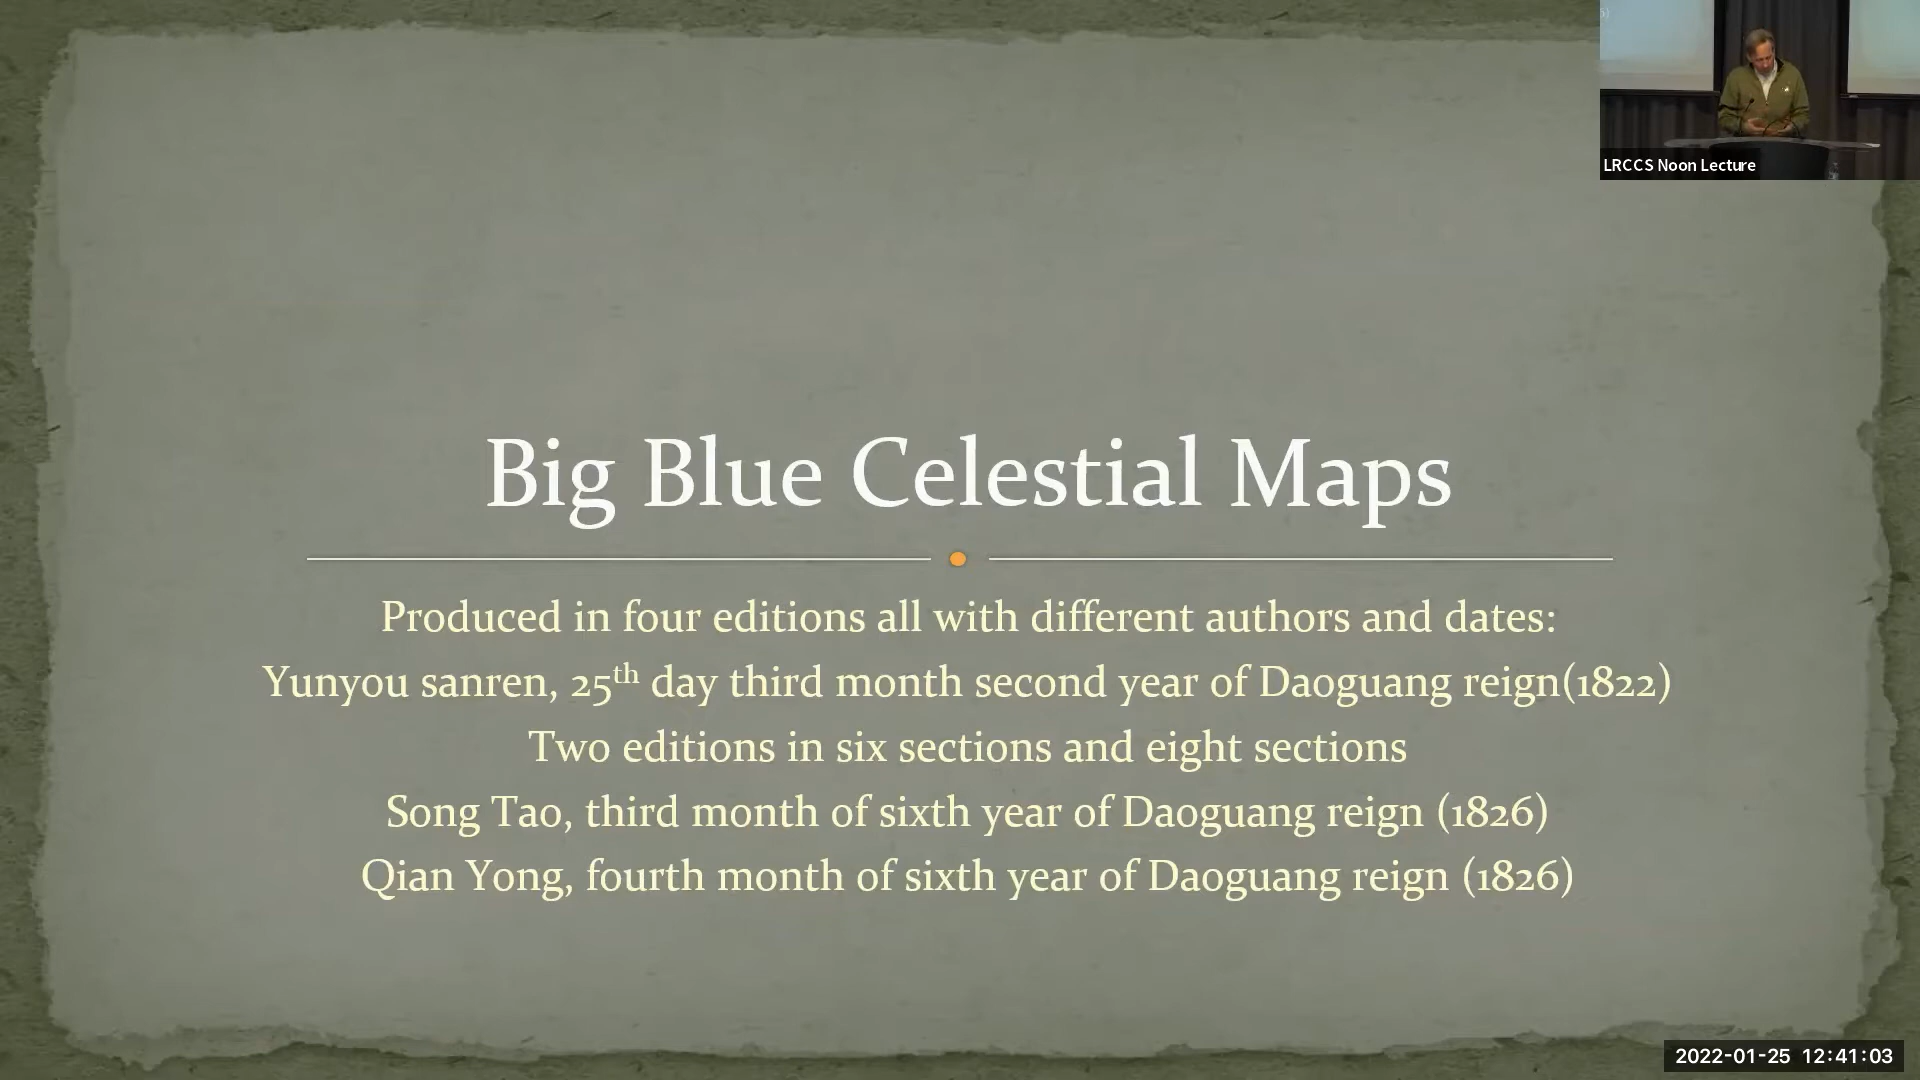 LRCCS Noon Lecture
Big Blue Celestial Maps
Produced in four editions all with different authors and dates:
Yunyou sanren, 25th day third month second year of Daoguang reign(1822)
Two editions in six sections and eight sections
Song Tao, third month of sixth year of Daoguang reign (1826)
Qian Yong, fourth month of sixth year of Daoguang reign (1826)
2022-01-25 12:41:03